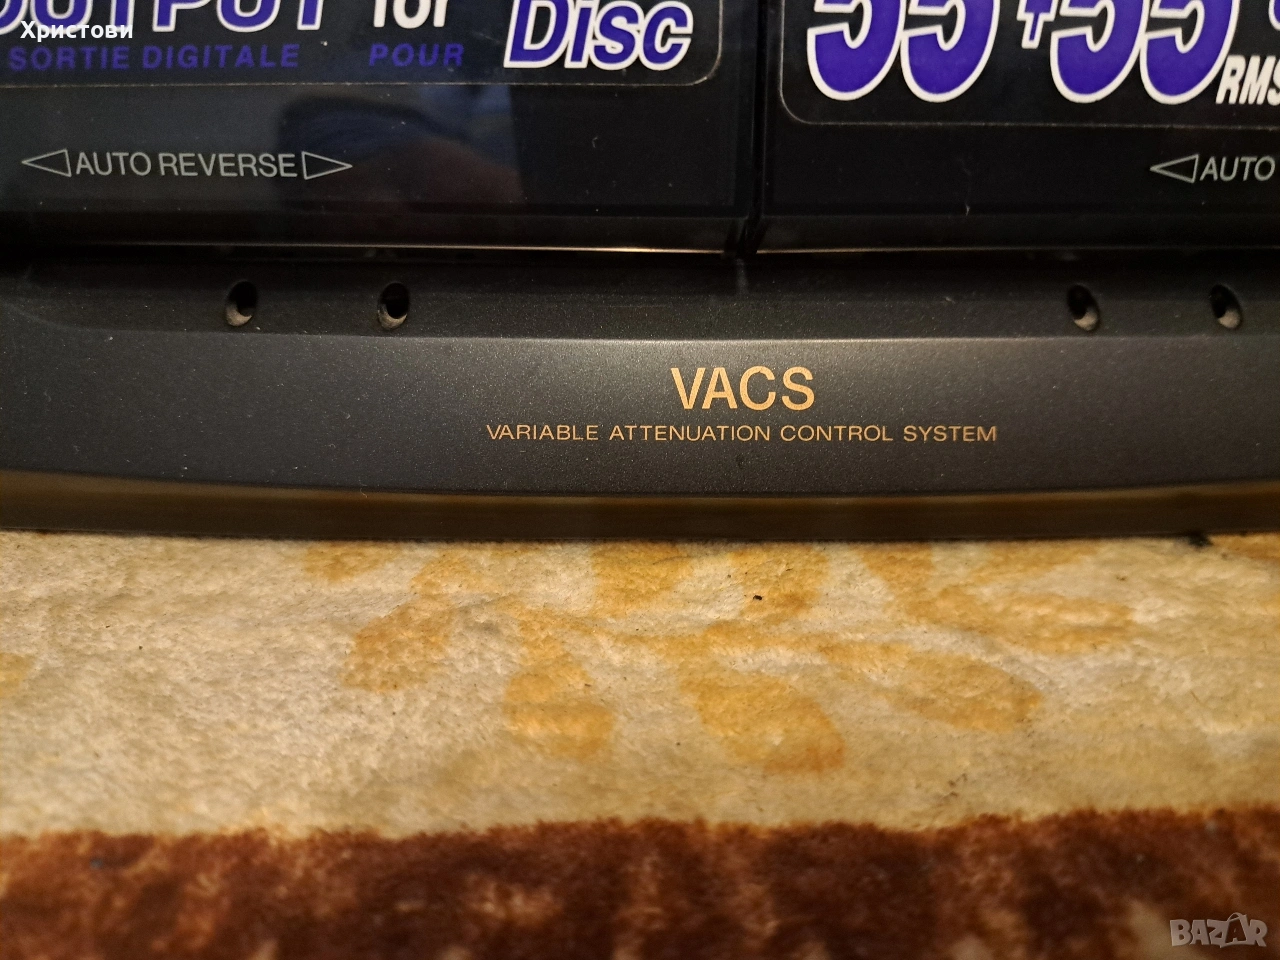 Христови
OUTPUT for Disc
SORTIE DIGITALE POUR
55+55
RMS
AUTO REVERSE
AUTO
VACS
VARIABLE ATTENUATION CONTROL SYSTEM
BAZAR